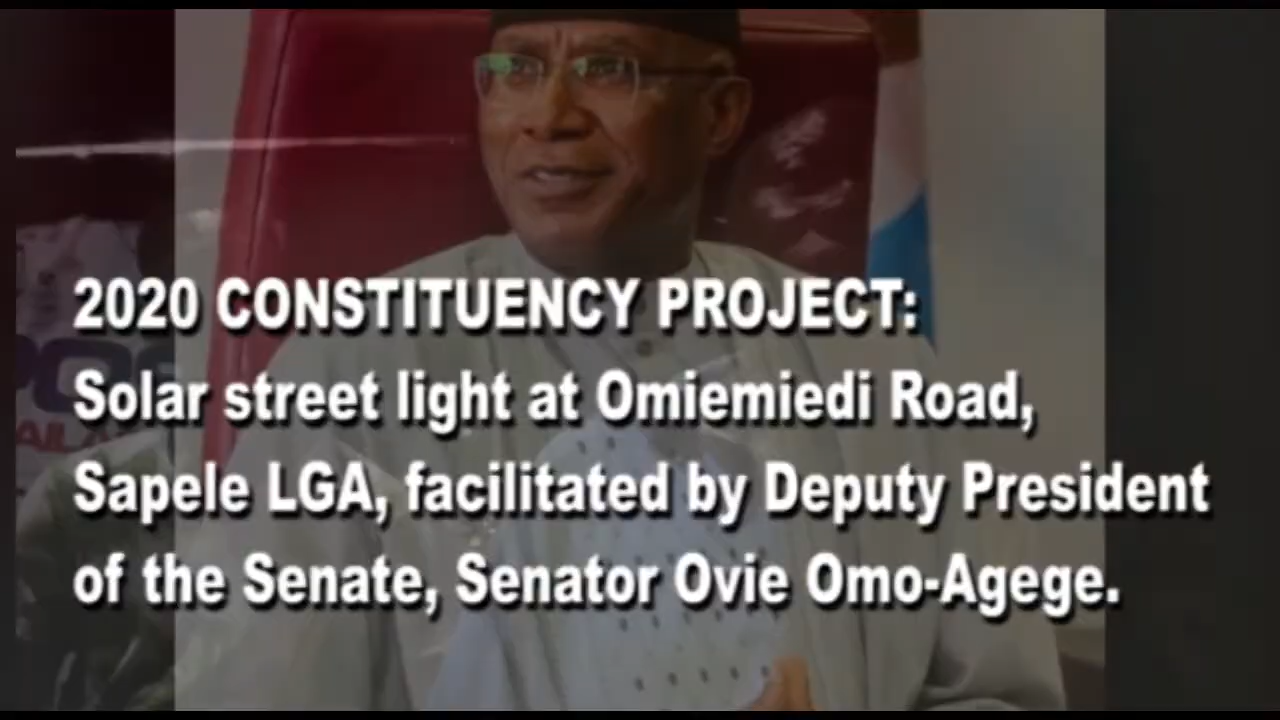 2020 CONSTITUENCY PROJECT:
Solar street light at Omiemiedi Road,
Sapele LGA, facilitated by Deputy President
of the Senate, Senator Ovie Omo-Agege.